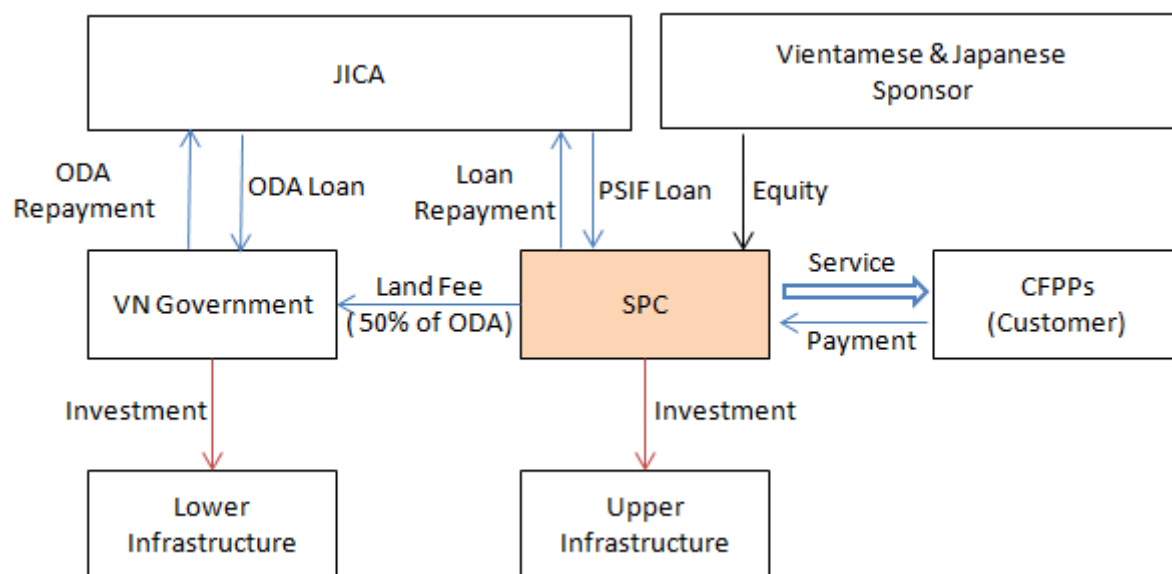 JICA
Vientamese & Japanese
Sponsor
ODA
Repayment
ODA Loan
Loan
Repayment
PSIF Loan
Equity
VN Government
Land Fee
( 50% of ODA)
SPC
Service
Payment
CFPPs
(Customer)
Investment
Investment
Lower
Infrastructure
Upper
Infrastructure